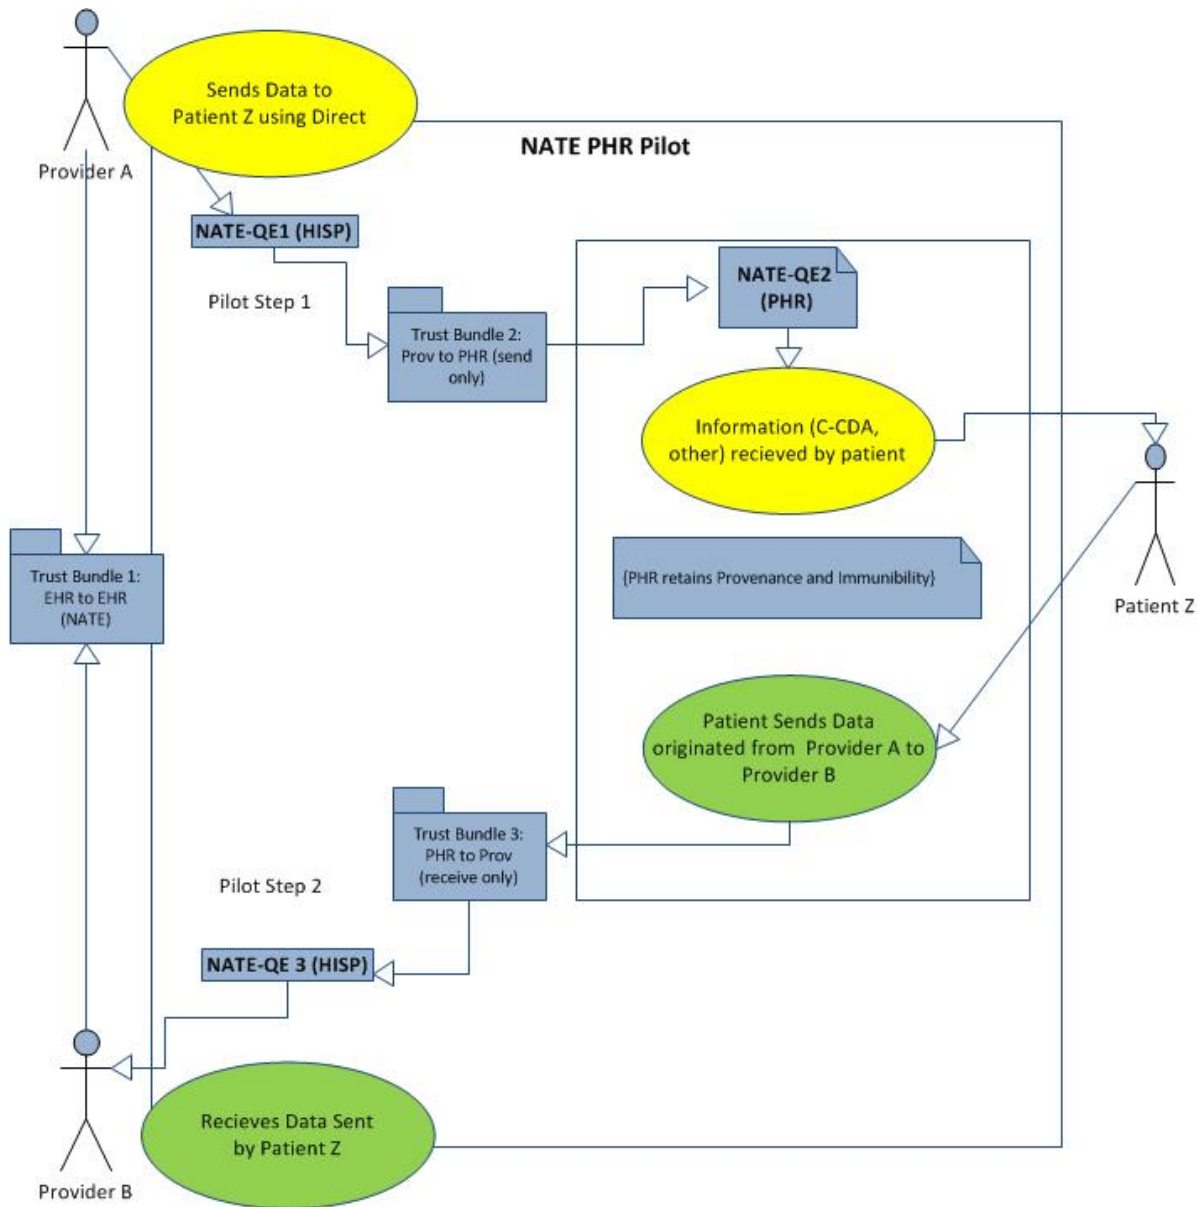 Sends Data to
Patient Z using Direct
NATE PHR Pilot
Provider A
NATE-QE1 (HISP)
Pilot Step 1
Trust Bundle 2:
Prov to PHR (send
only)
NATE-QE2
(PHR)
Information (C-CDA,
other) recieved by patient
Trust Bundle 1:
EHR to EHR
(NATE)
{PHR retains Provenance and Immunibility}
Patient Z
Patient Sends Data
originated from Provider A to
Provider B
Trust Bundle 3:
PHR to Prov
(receive only)
Pilot Step 2
NATE-QE 3 (HISP)
Recieves Data Sent
by Patient Z
Provider B